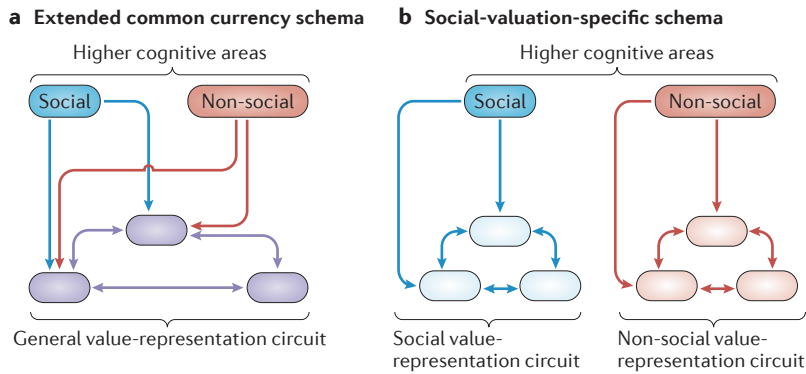 a Extended common currency schema
Higher cognitive areas
Social
Non-social
General value-representation circuit
b Social-valuation-specific schema
Higher cognitive areas
Social
Non-social
Social value-
representation circuit
Non-social value-
representation circuit